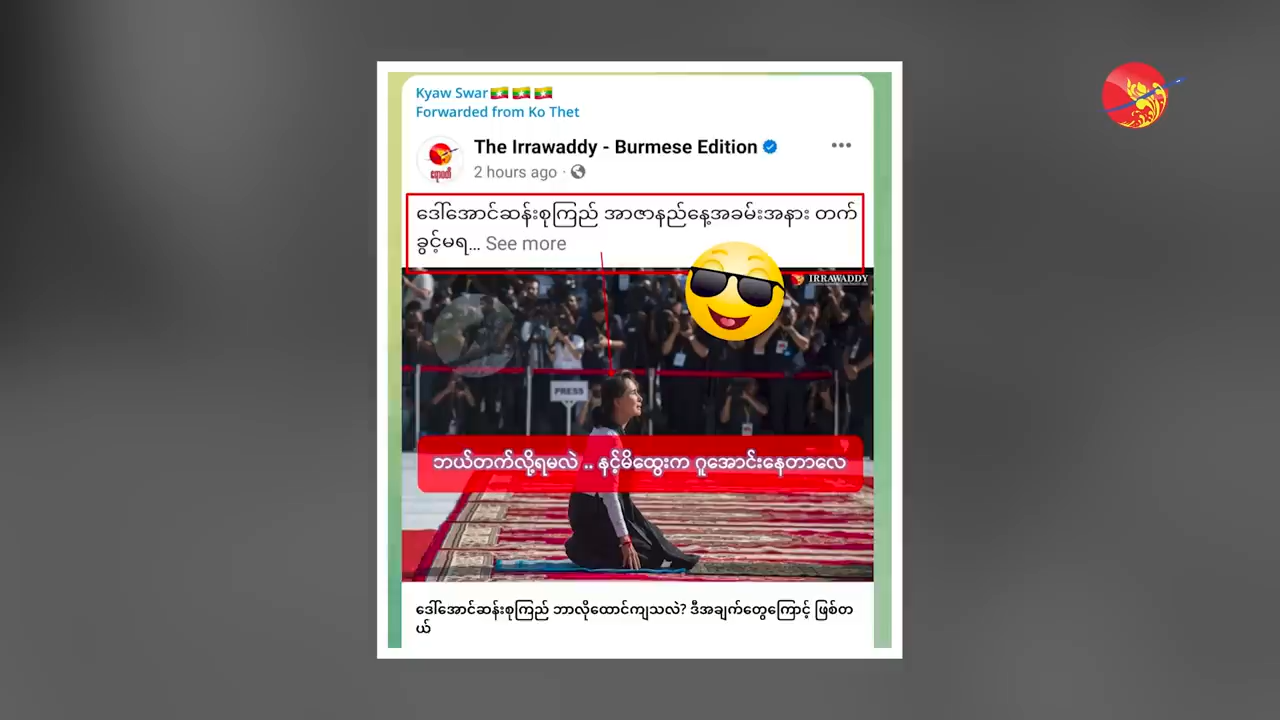 Kyaw Swar🇲🇲🇲🇲🇲🇲
Forwarded from Ko Thet
The Irrawaddy - Burmese Edition
ဧရာဝတီ
2 hours ago ·
ဒေါ်အောင်ဆန်းစုကြည် အာဇာနည်နေ့အခမ်းအနား တက်
ခွင့်မရ... See more
IRRAWADDY
PRESS
ဘယ်တက်လို့ရမလဲ .. နင့်မိထွေးက ဂူအောင်းနေတာလေ
ဒေါ်အောင်ဆန်းစုကြည် ဘာလိုထောင်ကျသလဲ? ဒီအချက်တွေကြောင့် ဖြစ်တ
ယ်